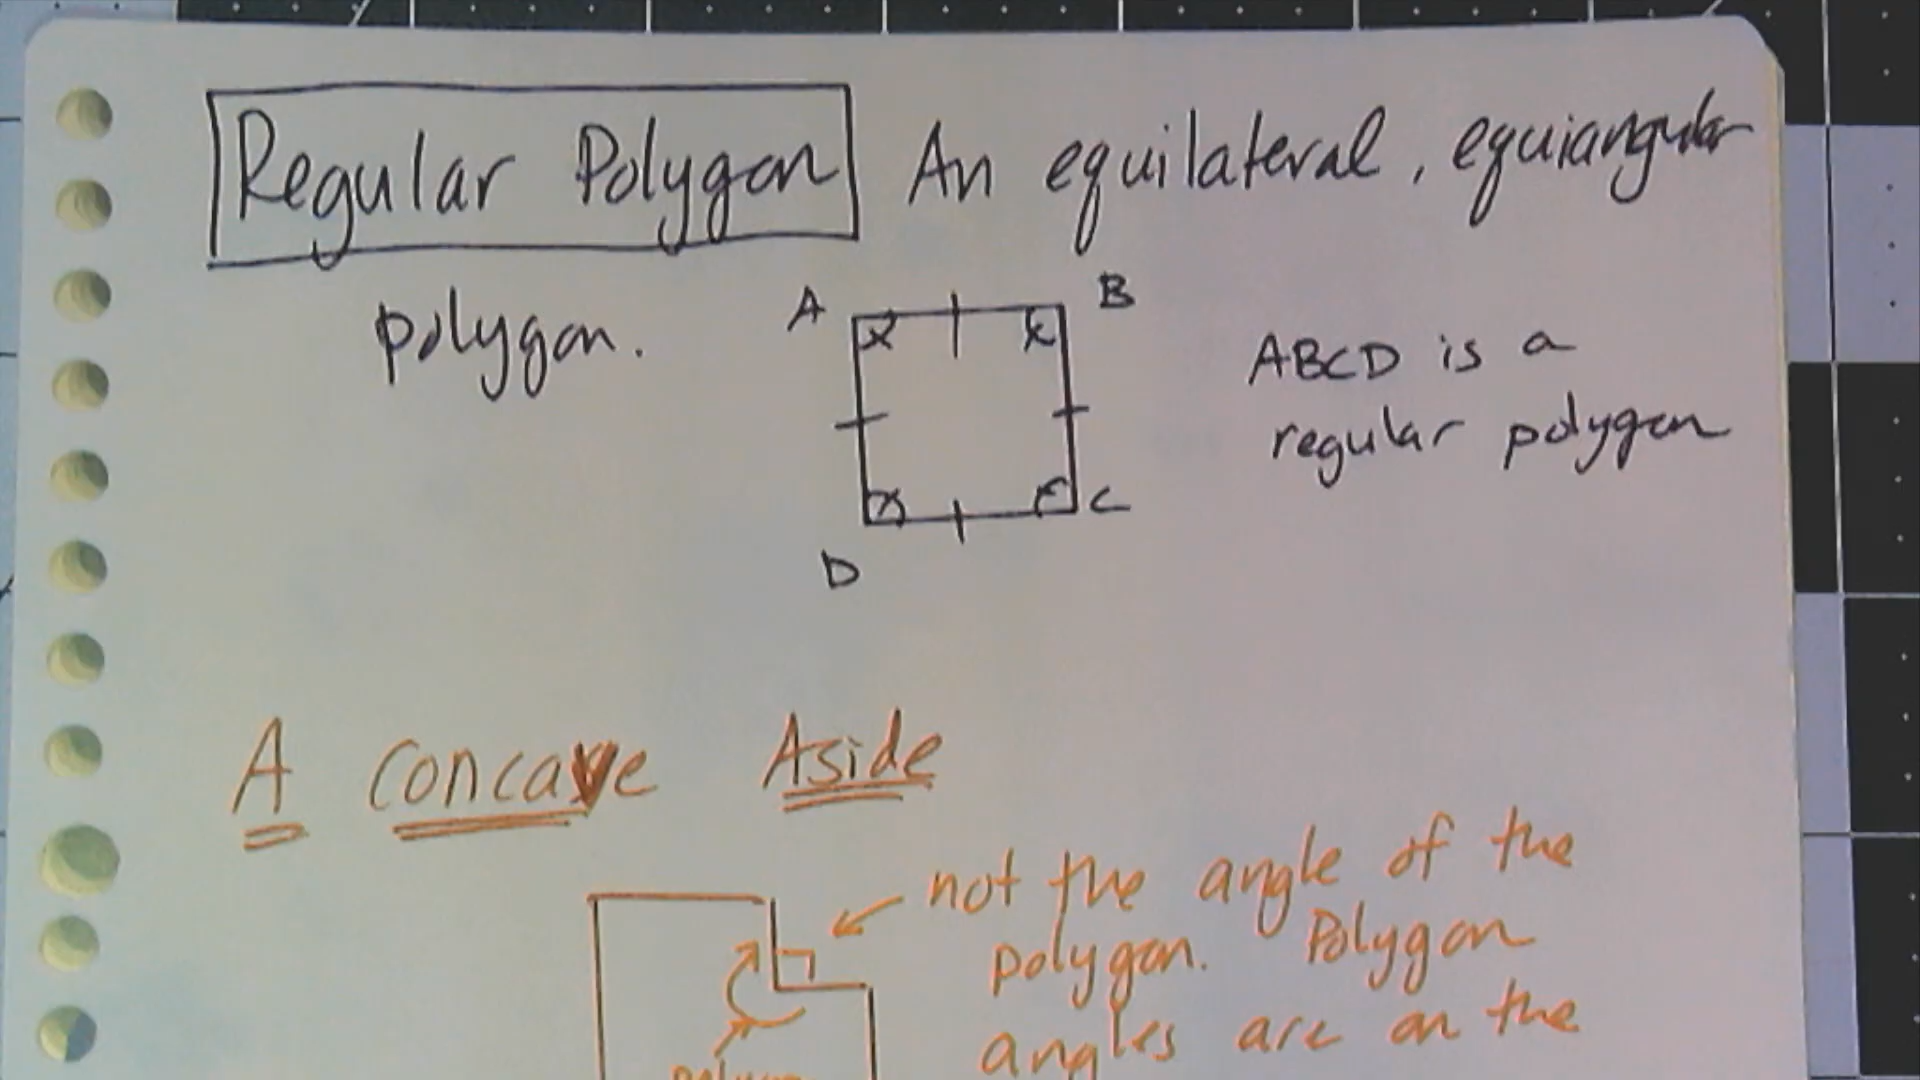 Regular Polygon An equilateral, equiangular
polygon.
A B
ABCD is a
regular polygon
x x
x
C
D
A concave Aside
not the angle of the
polygon. Polygon
angles are on the